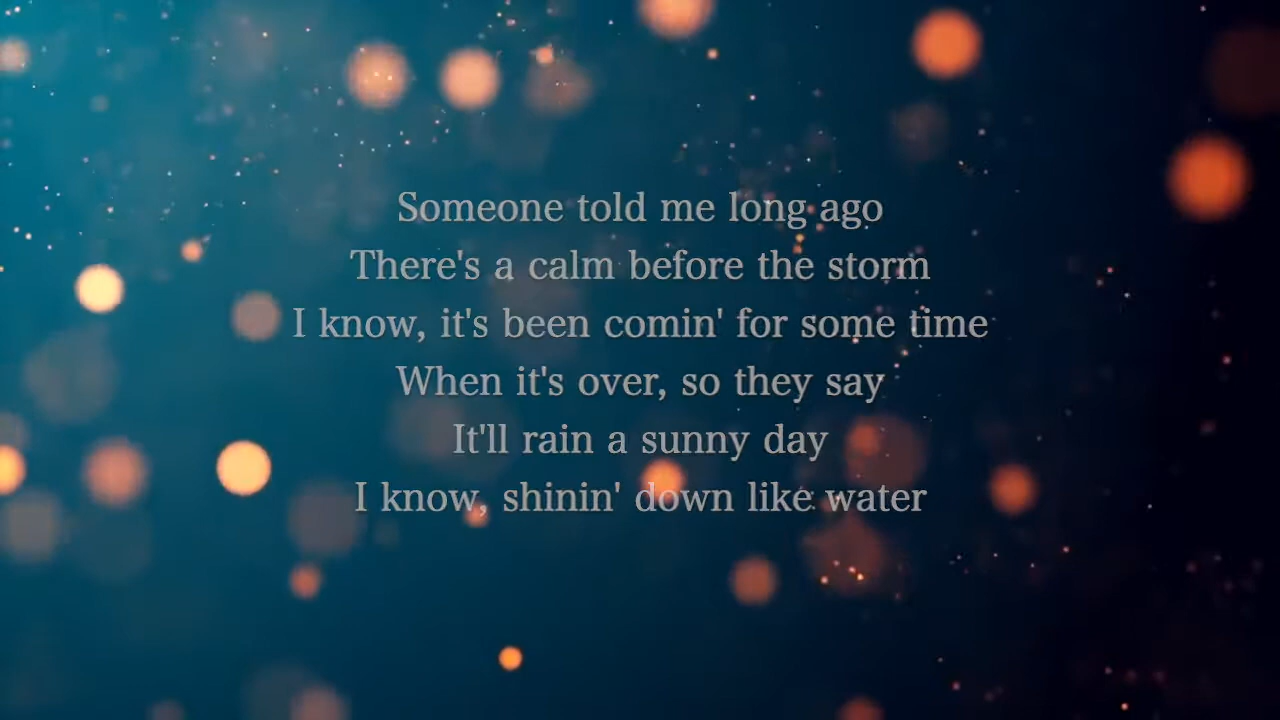 Someone told me long ago
There's a calm before the storm
I know, it's been comin' for some time
When it's over, so they say
It'll rain a sunny day
I know, shinin' down like water